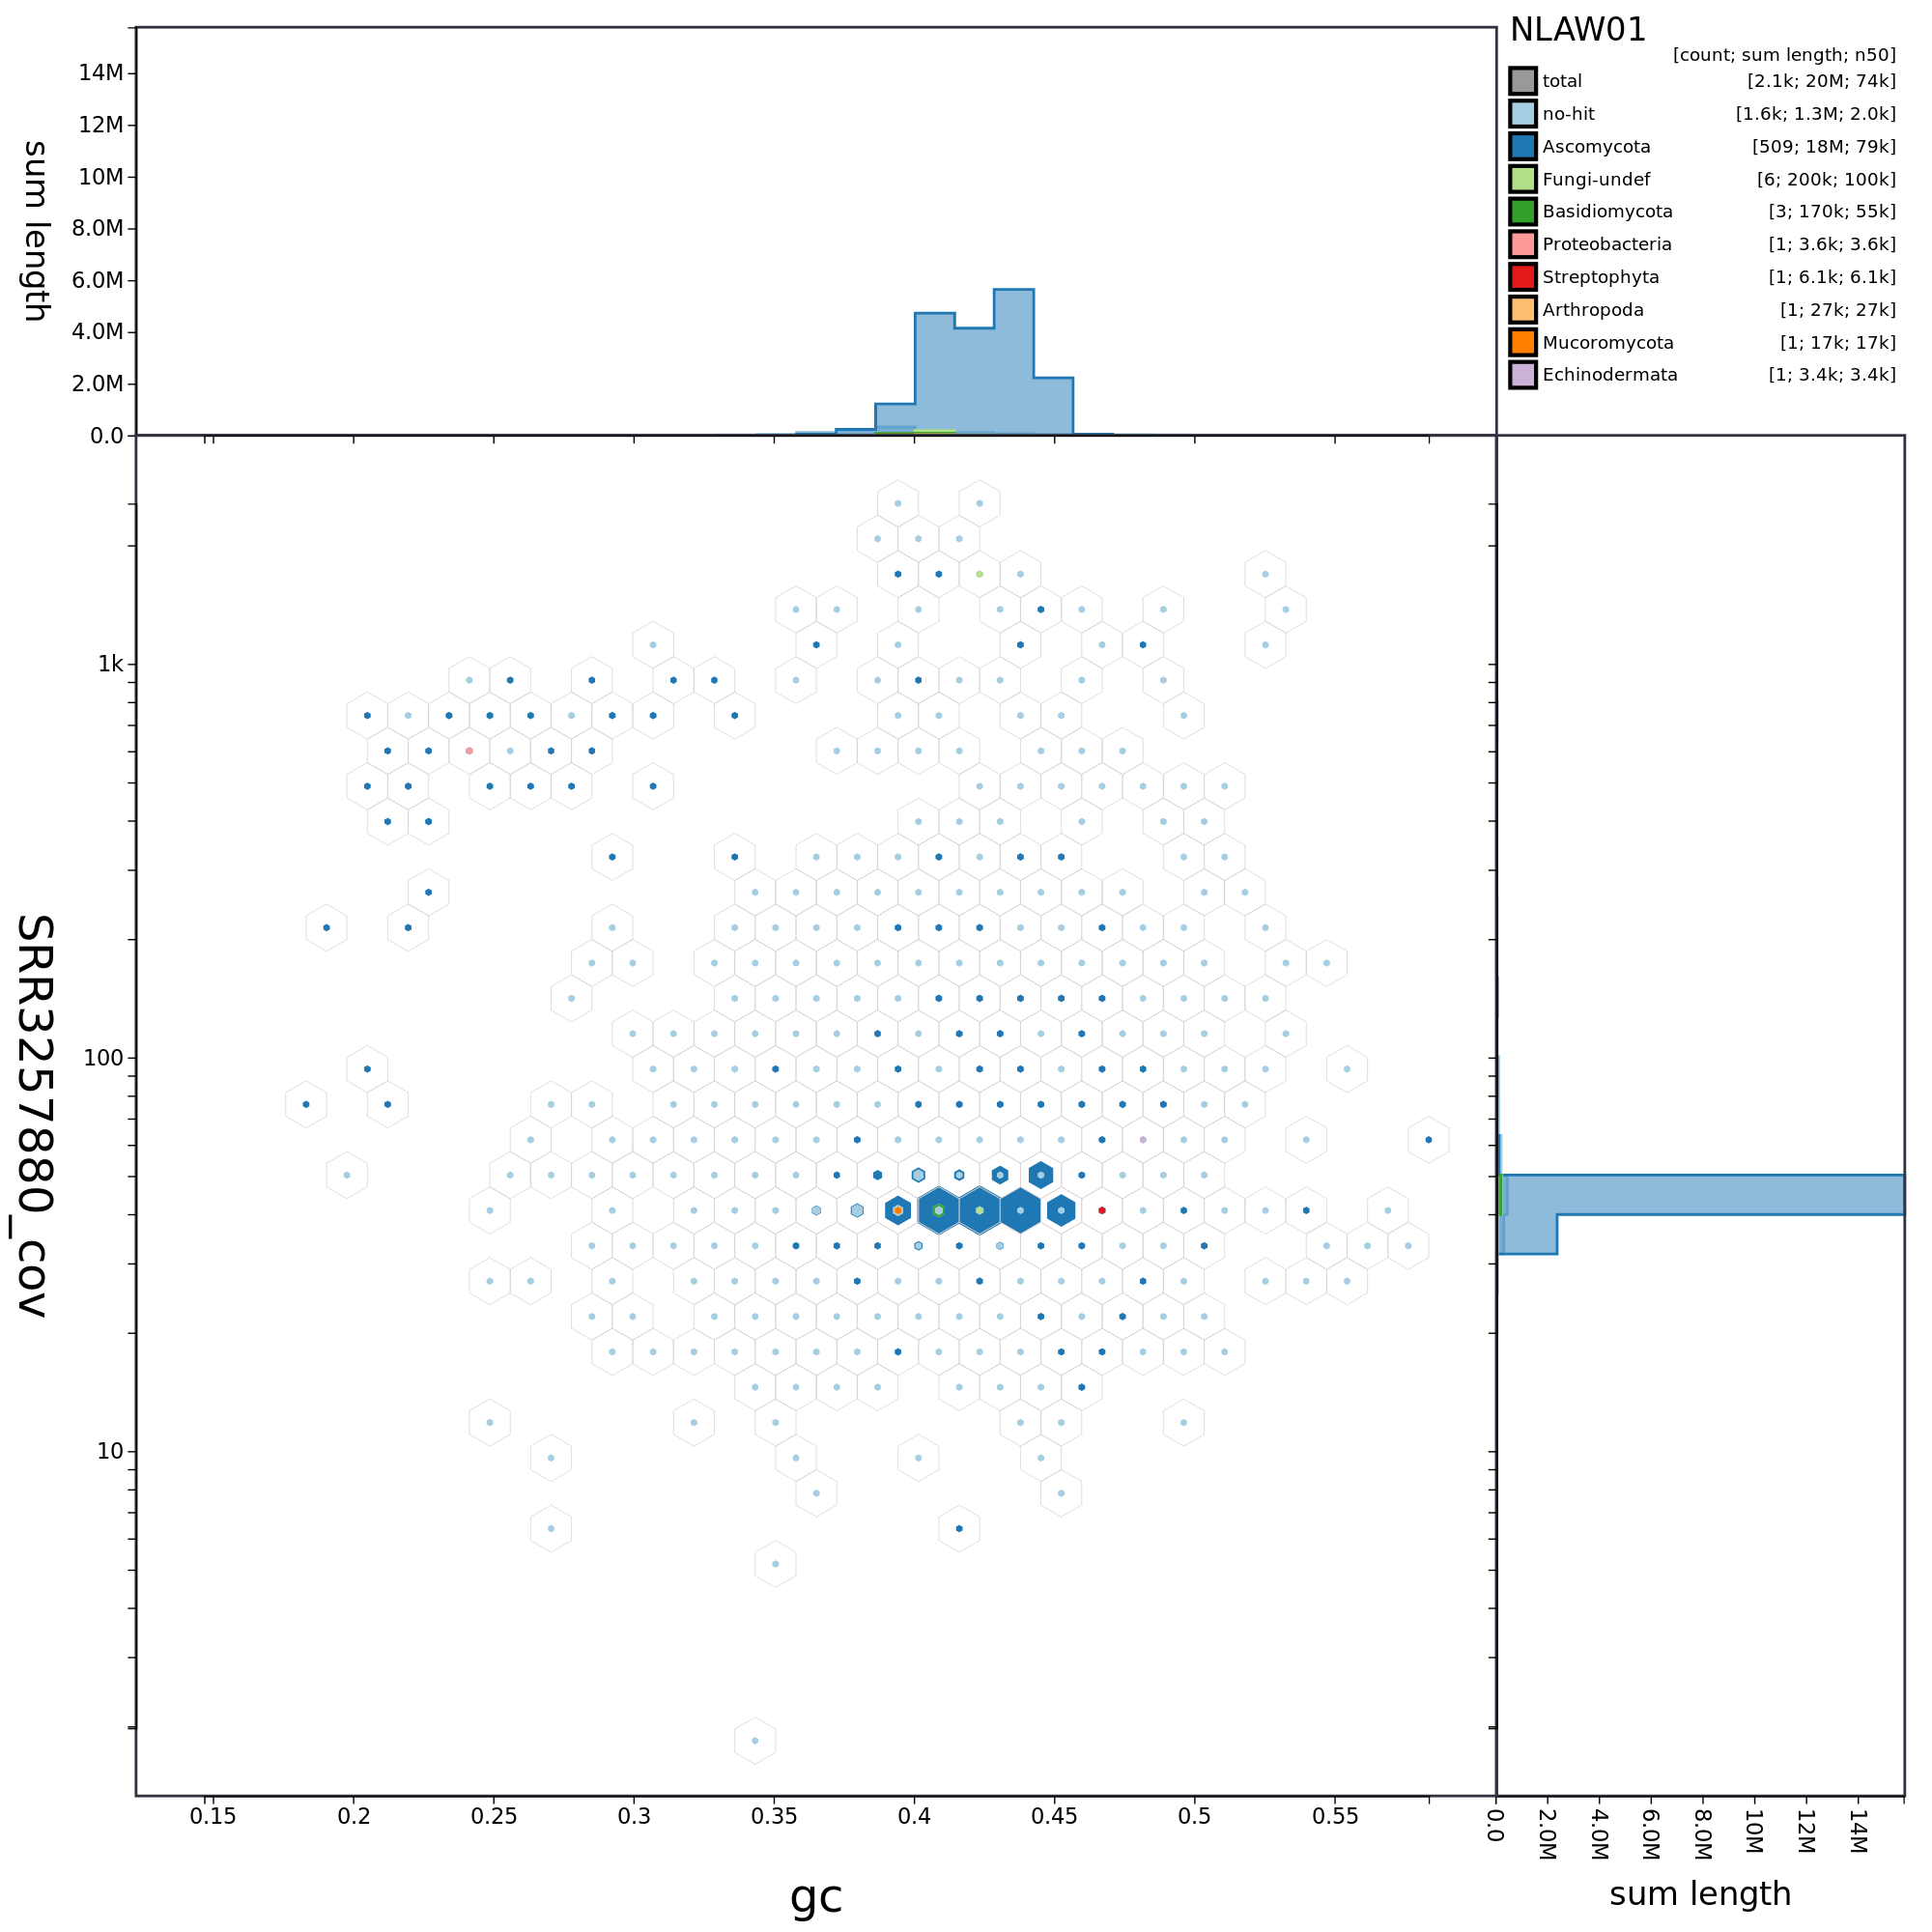 NLAW01
[count; sum length; n50]
total [2.1k; 20M; 74k]
no-hit [1.6k; 1.3M; 2.0k]
Ascomycota [509; 18M; 79k]
Fungi-undef [6; 200k; 100k]
Basidiomycota [3; 170k; 55k]
Proteobacteria [1; 3.6k; 3.6k]
Streptophyta [1; 6.1k; 6.1k]
Arthropoda [1; 27k; 27k]
Mucoromycota [1; 17k; 17k]
Echinodermata [1; 3.4k; 3.4k]
sum length
14M
12M
10M
8.0M
6.0M
4.0M
2.0M
0.0
SRR3257880_cov
1k
100
10
0.15 0.2 0.25 0.3 0.35 0.4 0.45 0.5 0.55
gc
0.0 2.0M 4.0M 6.0M 8.0M 10M 12M 14M
sum length